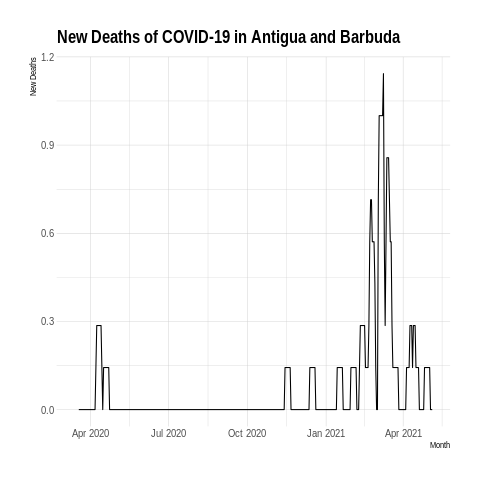 New Deaths of COVID-19 in Antigua and Barbuda
New Deaths
1.2
0.9
0.6
0.3
0.0
Apr 2020 Jul 2020 Oct 2020 Jan 2021 Apr 2021
Month